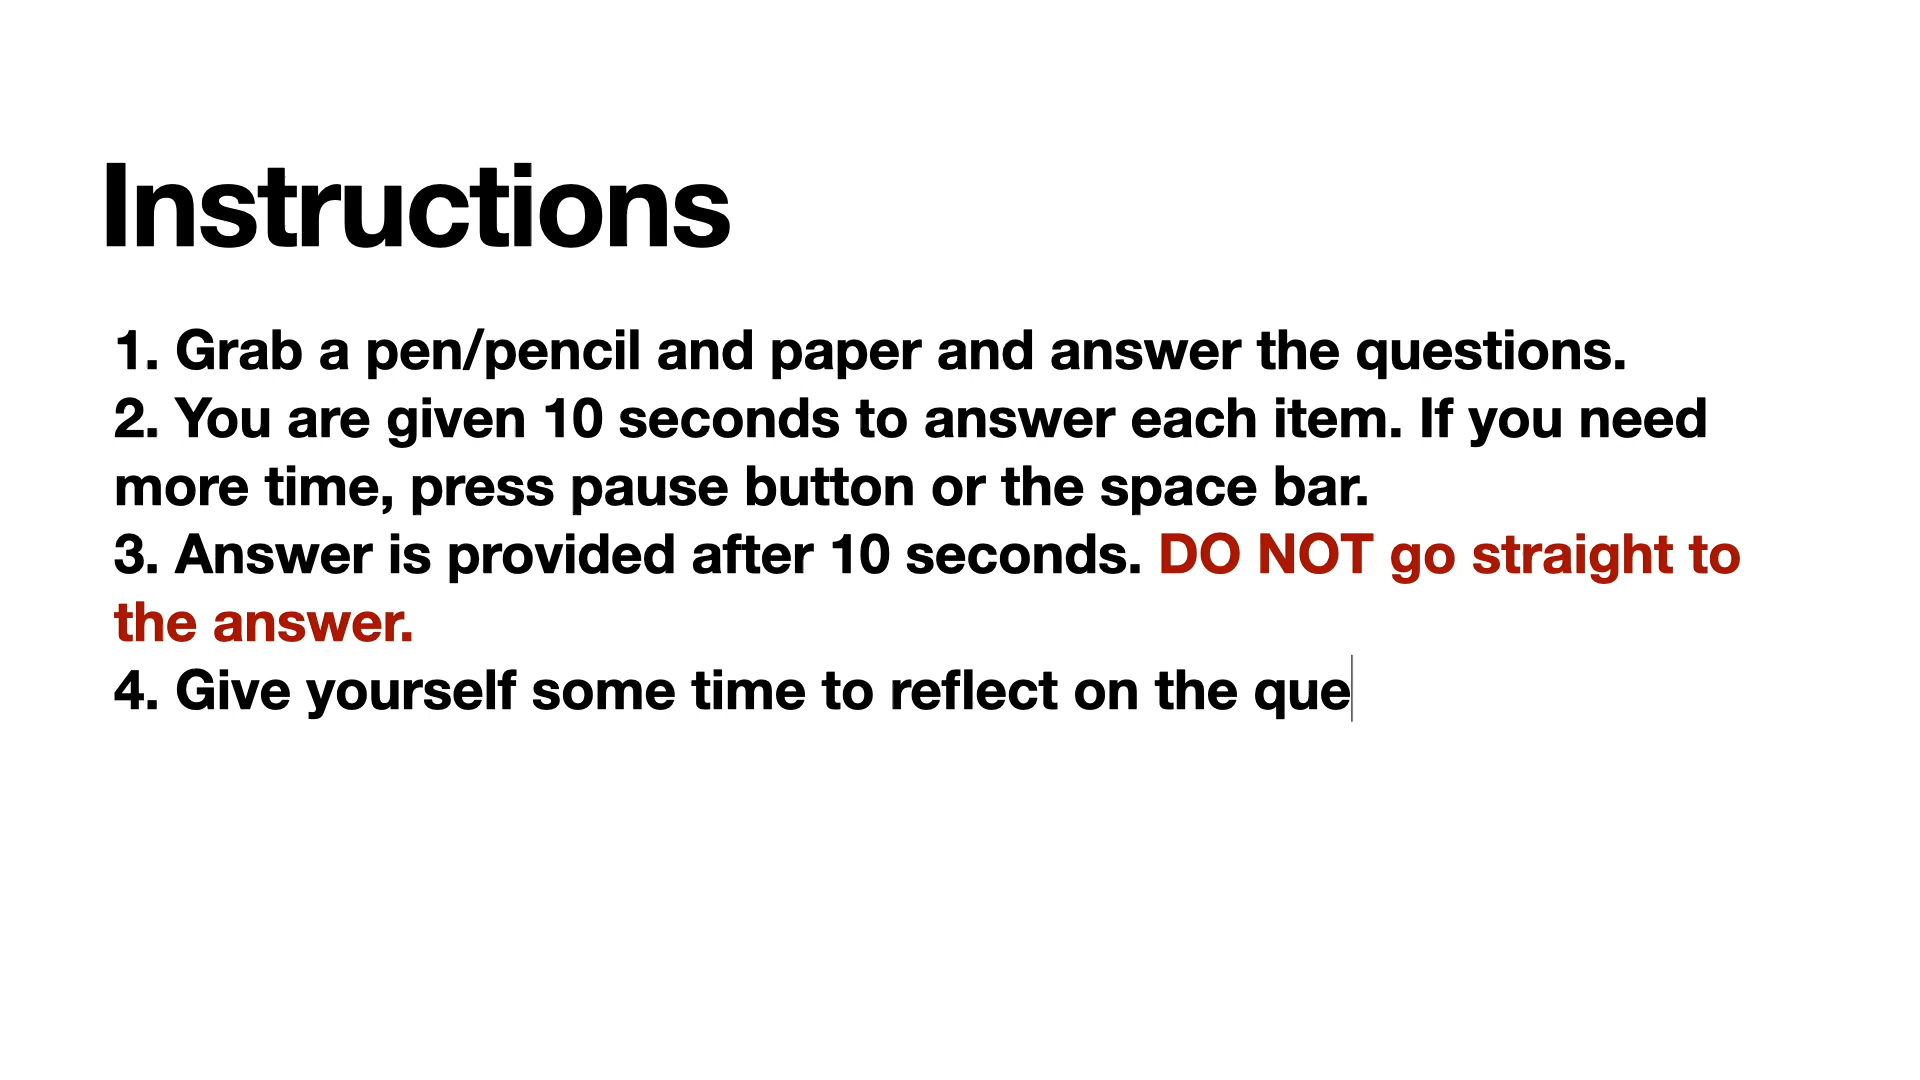 Instructions
1. Grab a pen/pencil and paper and answer the questions.
2. You are given 10 seconds to answer each item. If you need
more time, press pause button or the space bar.
3. Answer is provided after 10 seconds. DO NOT go straight to
the answer.
4. Give yourself some time to reflect on the que